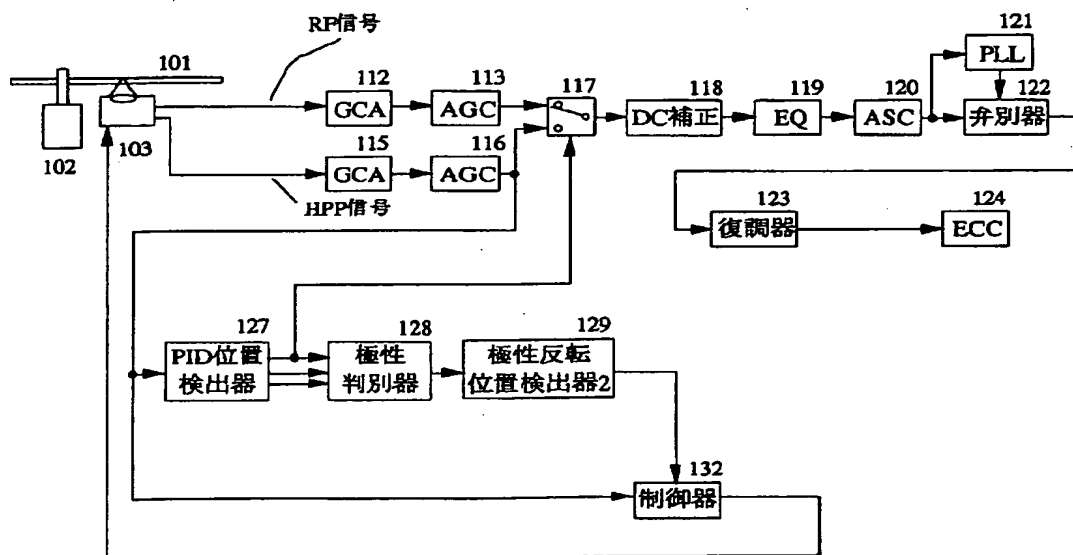 RF信号
121
PLL
101
112
113
117
118
119
120
122
GCA
AGC
DC補正
EQ
ASC
弁別器
102
103
115
116
GCA
AGC
HPP信号
123
124
復調器
ECC
127
128
129
PID位置
検出器
極性
判別器
極性反転
位置検出器2
132
制御器